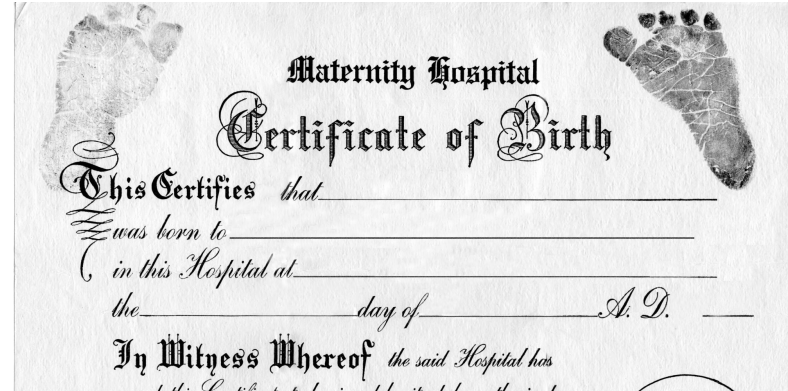 Maternity Hospital
Certificate of Birth
This Certifies that
was born to
in this Hospital at
the day of A. D.
In Witness Whereof the said Hospital has